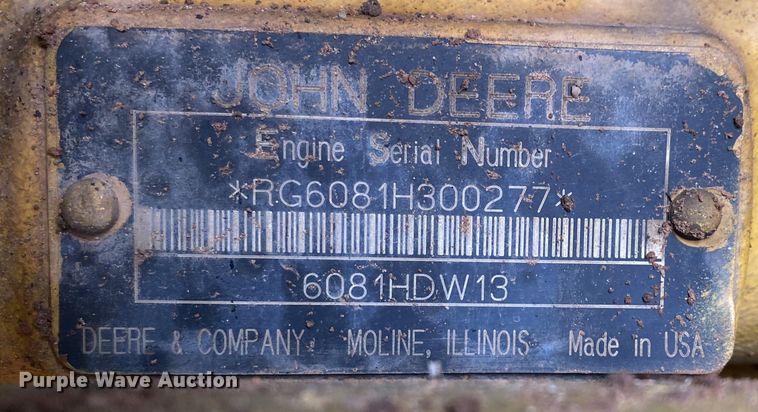 JOHN DEERE
Engine Serial Number
*RG6081H300277*
6081HDW13
DEERE & COMPANY MOLINE, ILLINOIS Made in USA
Purple Wave Auction